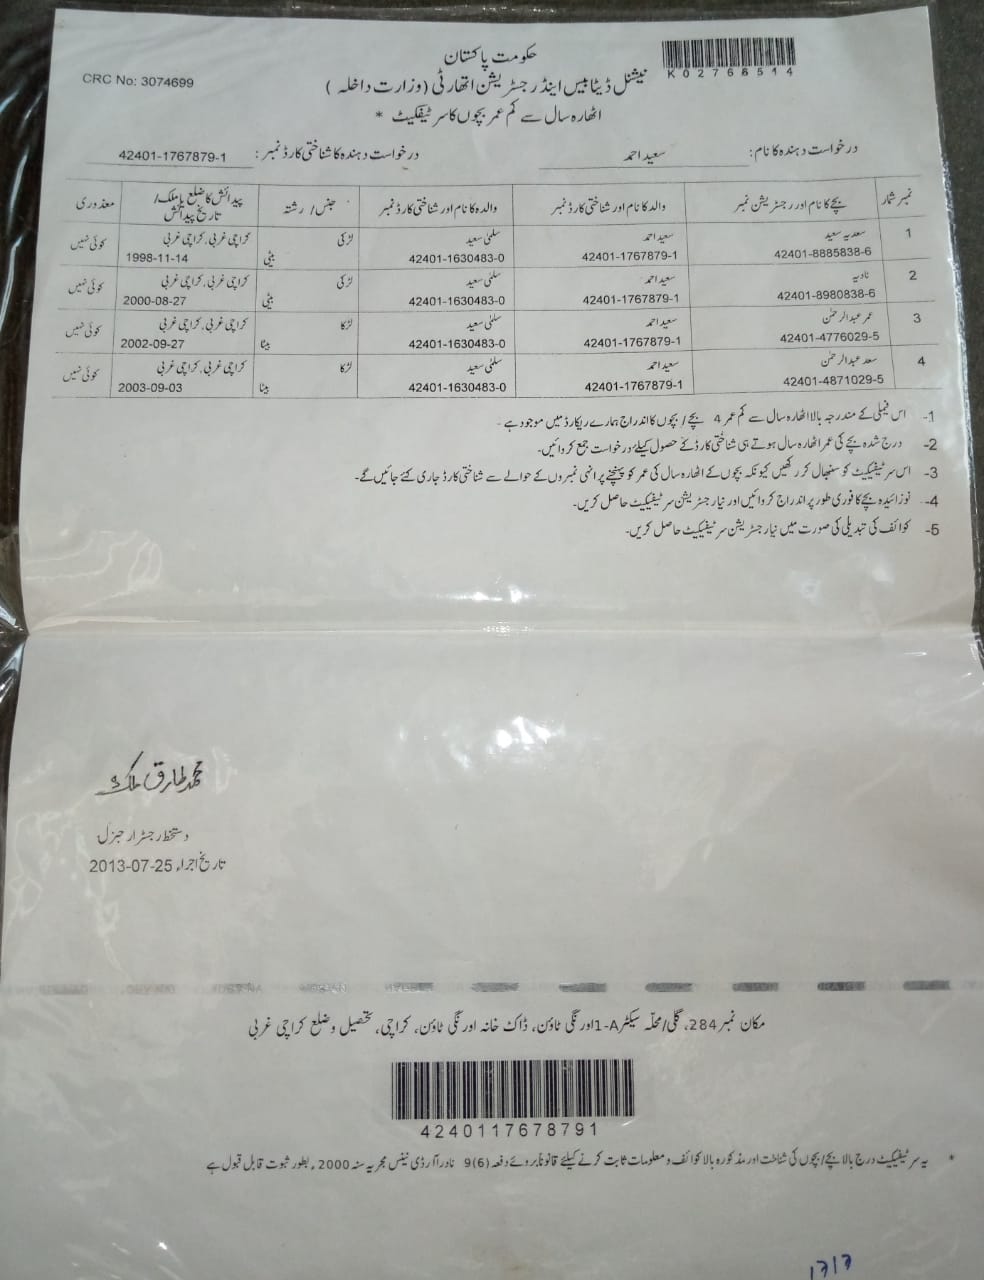 حکومت پاکستان
K02768514
CRC No: 3074699
نیشنل ڈیٹا بیس اینڈ رجسٹریشن اتھارٹی (وزارت داخلہ)
اٹھارہ سال سے کم عمر بچوں کا سرٹیفکیٹ *
درخواست دہندہ کا نام: سعید احمد درخواست دہندہ کا شناختی کارڈ نمبر: 42401-1767879-1
نمبر شمار بچے کا نام اور رجسٹریشن نمبر والد کا نام اور شناختی کارڈ نمبر والدہ کا نام اور شناختی کارڈ نمبر جنس/ رشتہ پیدائش کا ضلع یا ملک/ معذوری
تاریخ پیدائش
1 سعدیہ سعید سعید احمد سلمیٰ سعید لڑکی کراچی غربی، کراچی غربی کوئی نہیں
42401-8885838-6 42401-1767879-1 42401-1630483-0 بیٹی 1998-11-14
2 نادیہ سعید احمد سلمیٰ سعید لڑکی کراچی غربی، کراچی غربی کوئی نہیں
42401-8980838-6 42401-1767879-1 42401-1630483-0 بیٹی 2000-08-27
3 عمر عبدالرحمٰن سعید احمد سلمیٰ سعید لڑکا کراچی غربی، کراچی غربی کوئی نہیں
42401-4776029-5 42401-1767879-1 42401-1630483-0 بیٹا 2002-09-27
4 سعد عبدالرحمٰن سعید احمد سلمیٰ سعید لڑکا کراچی غربی، کراچی غربی کوئی نہیں
42401-4871029-5 42401-1767879-1 42401-1630483-0 بیٹا 2003-09-03
1- اس فیملی کے مندرجہ بالا اٹھارہ سال سے کم عمر 4 بچے/ بچوں کا اندراج ہمارے ریکارڈ میں موجود ہے۔
2- درج شدہ بچے کی عمر اٹھارہ سال ہوتے ہی شناختی کارڈ کے حصول کیلئے درخواست جمع کروائیں۔
3- اس سرٹیفیکیٹ کو سنبھال کر رکھیں کیونکہ بچوں کے اٹھارہ سال کی عمر کو پہنچنے پر انہی نمبروں کے حوالے سے شناختی کارڈ جاری کئے جائیں گے۔
4- نوزائیدہ بچے کا فوری طور پر اندراج کروائیں اور نیا رجسٹریشن سرٹیفیکیٹ حاصل کریں۔
5- کوائف کی تبدیلی کی صورت میں نیا رجسٹریشن سرٹیفیکیٹ حاصل کریں۔
محمد طارق ملک
دستخط رجسٹرار جنرل
تاریخ اجراء 2013-07-25
مکان نمبر 284، گلی/محلّہ سیکٹر 1-A اورنگی ٹاؤن، ڈاک خانہ اورنگی ٹاؤن، کراچی، تحصیل و ضلع کراچی غربی
4240117678791
* یہ سرٹیفیکیٹ درج بالا بچے/بچوں کی شناخت اور مذکورہ بالا کوائف و معلومات ثابت کرنے کیلئے قانوناً بروئے دفعہ (6)9 نادرا آرڈی نینس مجریہ سنہ 2000ء بطور ثبوت قابل قبول ہے